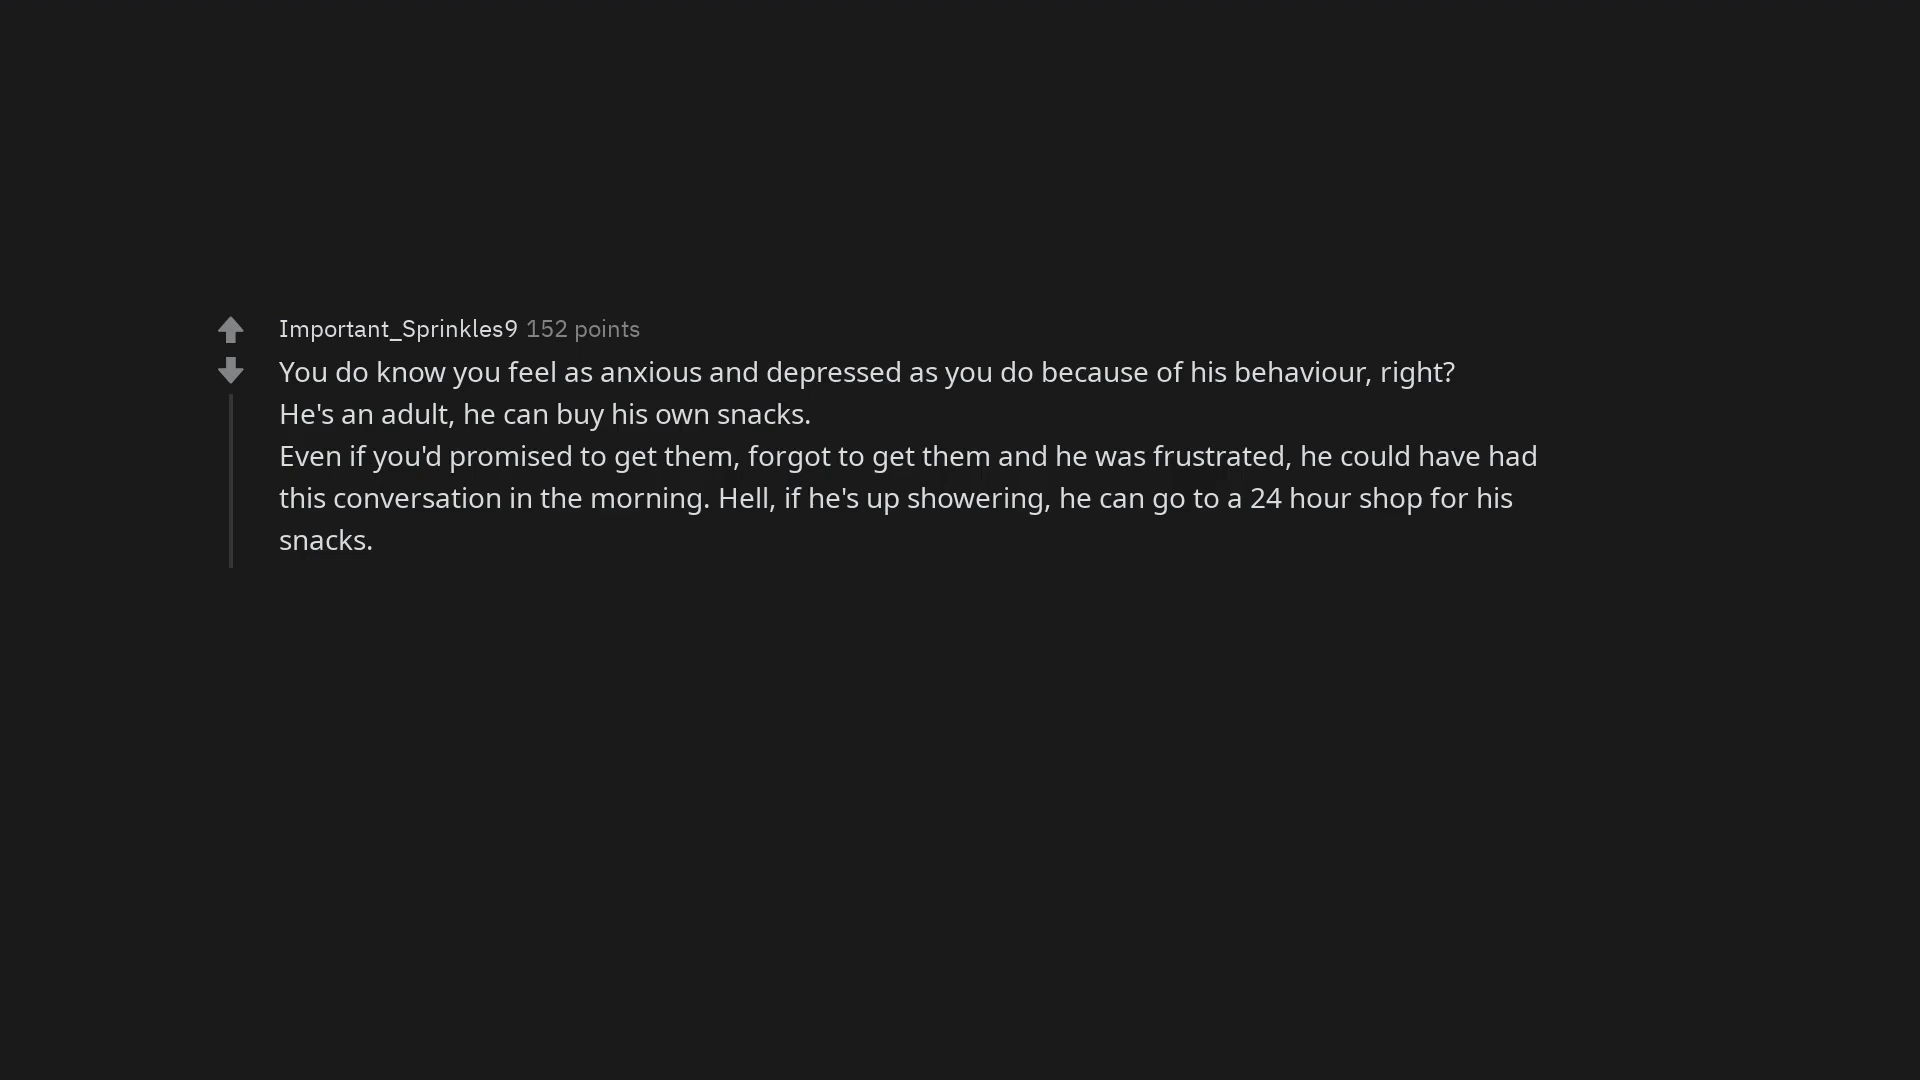 Important_Sprinkles9 152 points
You do know you feel as anxious and depressed as you do because of his behaviour, right?
He's an adult, he can buy his own snacks.
Even if you'd promised to get them, forgot to get them and he was frustrated, he could have had
this conversation in the morning. Hell, if he's up showering, he can go to a 24 hour shop for his
snacks.